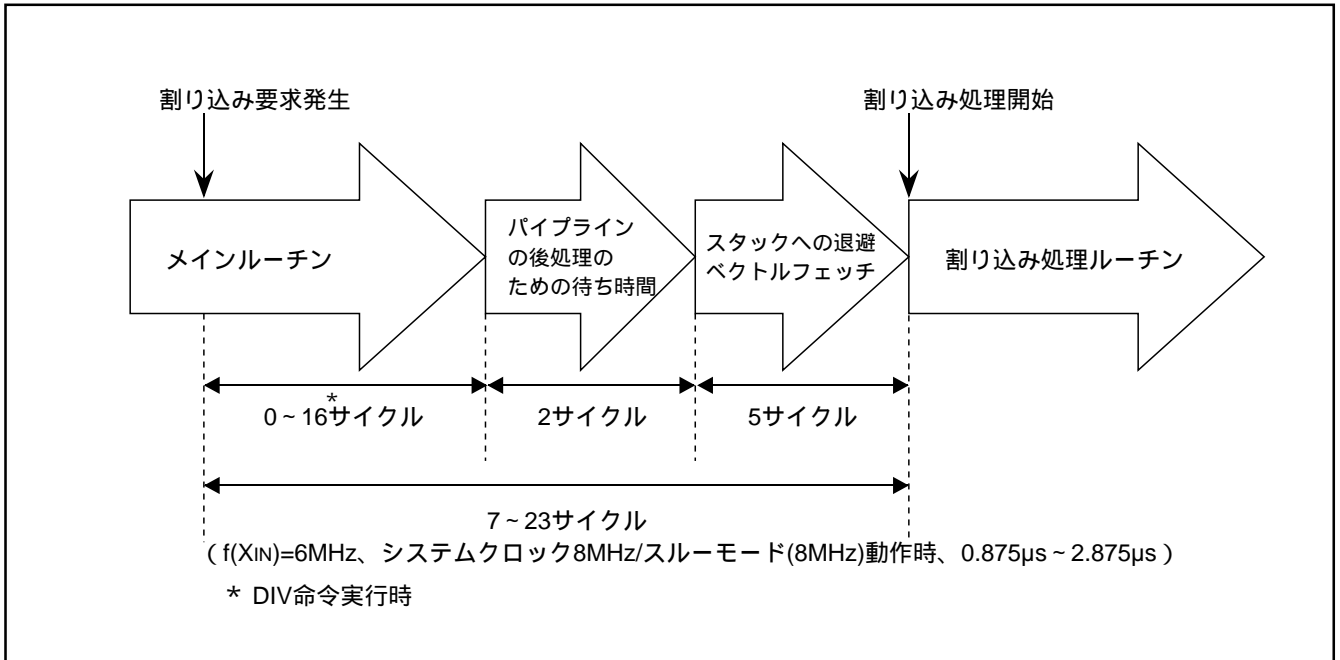 割り込み要求発生
割り込み処理開始
メインルーチン
パイプライン
の後処理の
ための待ち時間
スタックへの退避
ベクトルフェッチ
割り込み処理ルーチン
0~16*サイクル
2サイクル
5サイクル
7~23サイクル
(f(XIN)=6MHz、システムクロック8MHz/スルーモード(8MHz)動作時、0.875μs~2.875μs)
* DIV命令実行時